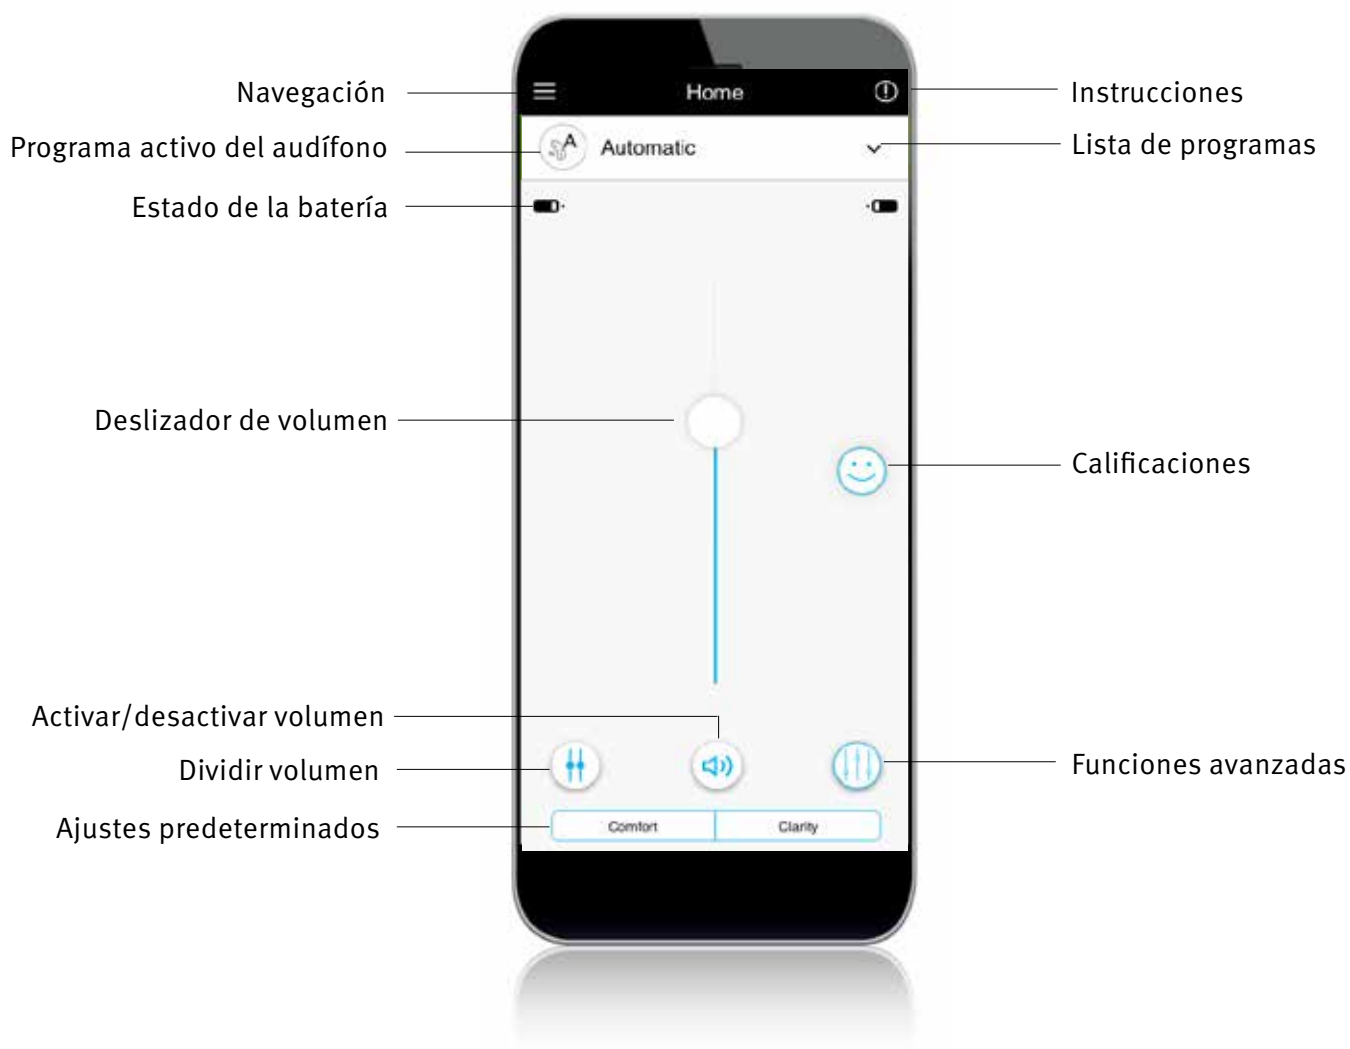 Navegación
Home
Instrucciones
Programa activo del audífono
A
Automatic
Lista de programas
Estado de la batería
Deslizador de volumen
Calificaciones
Activar/desactivar volumen
Dividir volumen
Funciones avanzadas
Ajustes predeterminados
Comfort
Clarity